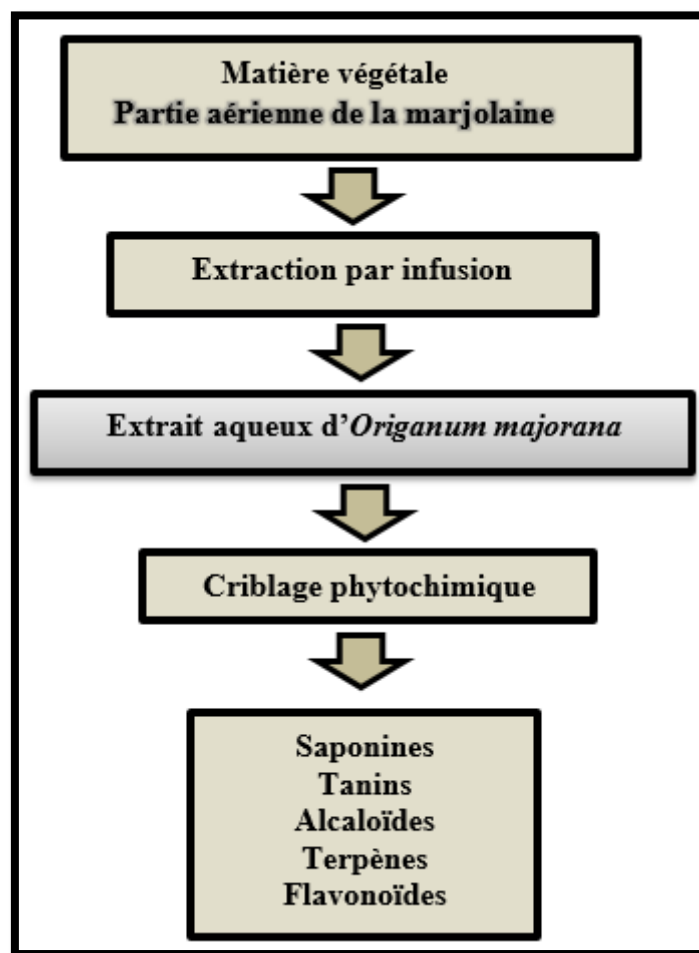 Matière végétale
Partie aérienne de la marjolaine
Extraction par infusion
Extrait aqueux d’Origanum majorana
Criblage phytochimique
Saponines
Tanins
Alcaloïdes
Terpènes
Flavonoïdes